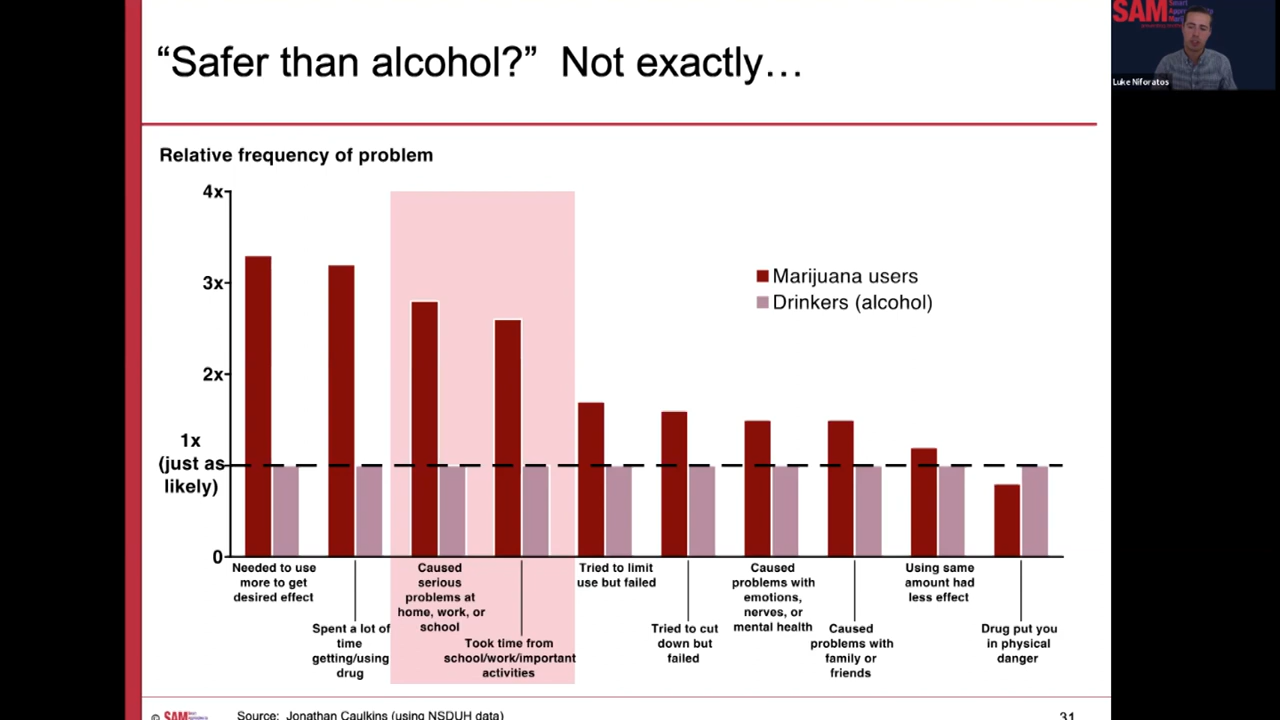 “Safer than alcohol?” Not exactly…
SAM
Luke Niforatos
Relative frequency of problem
4x
3x
2x
1x
(just as
likely)
0
Marijuana users
Drinkers (alcohol)
Needed to use
more to get
desired effect
Spent a lot of
time
getting/using
drug
Caused
serious
problems at
home, work, or
school
Took time from
school/work/important
activities
Tried to limit
use but failed
Tried to cut
down but
failed
Caused
problems with
emotions,
nerves, or
mental health
Caused
problems with
family or
friends
Using same
amount had
less effect
Drug put you
in physical
danger
© SAM
Source: Jonathan Caulkins (using NSDUH data)
31